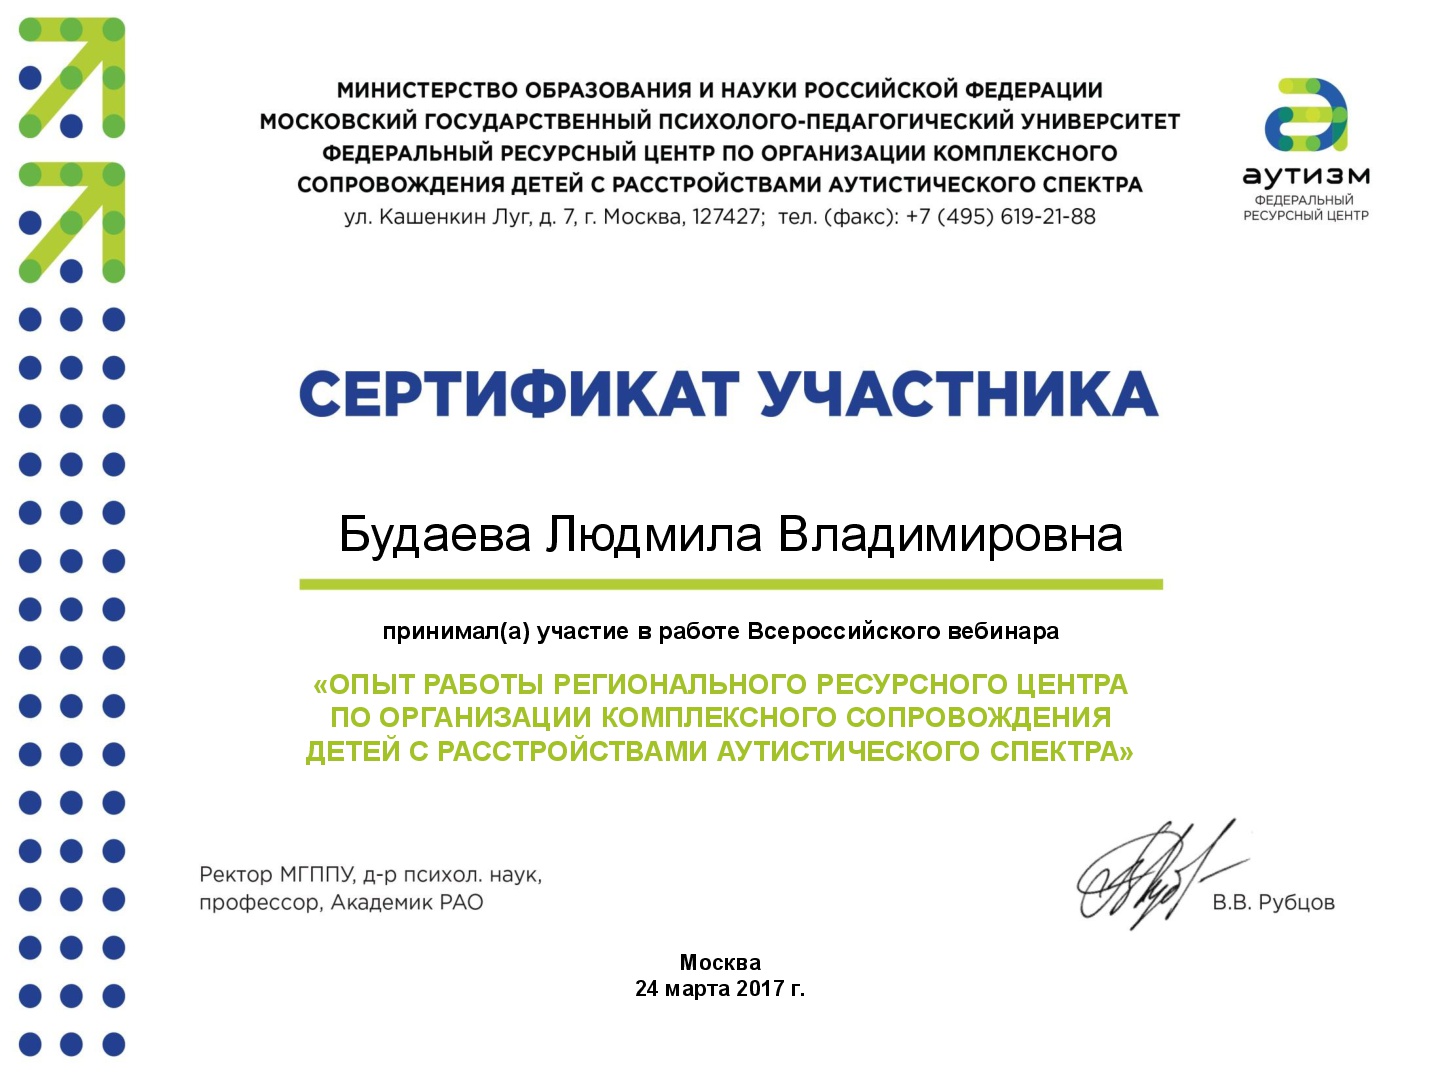 МИНИСТЕРСТВО ОБРАЗОВАНИЯ И НАУКИ РОССИЙСКОЙ ФЕДЕРАЦИИ
МОСКОВСКИЙ ГОСУДАРСТВЕННЫЙ ПСИХОЛОГО-ПЕДАГОГИЧЕСКИЙ УНИВЕРСИТЕТ
ФЕДЕРАЛЬНЫЙ РЕСУРСНЫЙ ЦЕНТР ПО ОРГАНИЗАЦИИ КОМПЛЕКСНОГО
СОПРОВОЖДЕНИЯ ДЕТЕЙ С РАССТРОЙСТВАМИ АУТИСТИЧЕСКОГО СПЕКТРА
ул. Кашенкин Луг, д. 7, г. Москва, 127427; тел. (факс): +7 (495) 619-21-88
аутизм
ФЕДЕРАЛЬНЫЙ
РЕСУРСНЫЙ ЦЕНТР
СЕРТИФИКАТ УЧАСТНИКА
Будаева Людмила Владимировна
принимал(а) участие в работе Всероссийского вебинара
«ОПЫТ РАБОТЫ РЕГИОНАЛЬНОГО РЕСУРСНОГО ЦЕНТРА
ПО ОРГАНИЗАЦИИ КОМПЛЕКСНОГО СОПРОВОЖДЕНИЯ
ДЕТЕЙ С РАССТРОЙСТВАМИ АУТИСТИЧЕСКОГО СПЕКТРА»
Ректор МГППУ, д-р психол. наук,
профессор, Академик РАО
В.В. Рубцов
Москва
24 марта 2017 г.